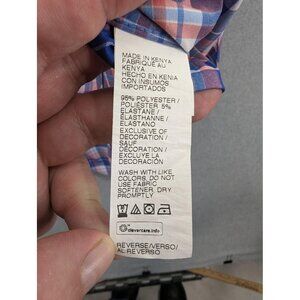 MADE IN KENYA
FABRIQUÉ AU
KENYA
HECHO EN KENIA
CON INSUMOS
IMPORTADOS
95% POLYESTER /
POLIESTER 5%
ELASTANE /
ELASTHANNE /
ELASTANO
EXCLUSIVE OF
DECORATION /
SAUF
DÉCORATION /
EXCLUYE LA
DECORACIÓN
WASH WITH LIKE
COLORS, DO NOT
USE FABRIC
SOFTENER, DRY
PROMPTLY.
clevercare.info
REVERSE/VERSO/
AL REVERSO